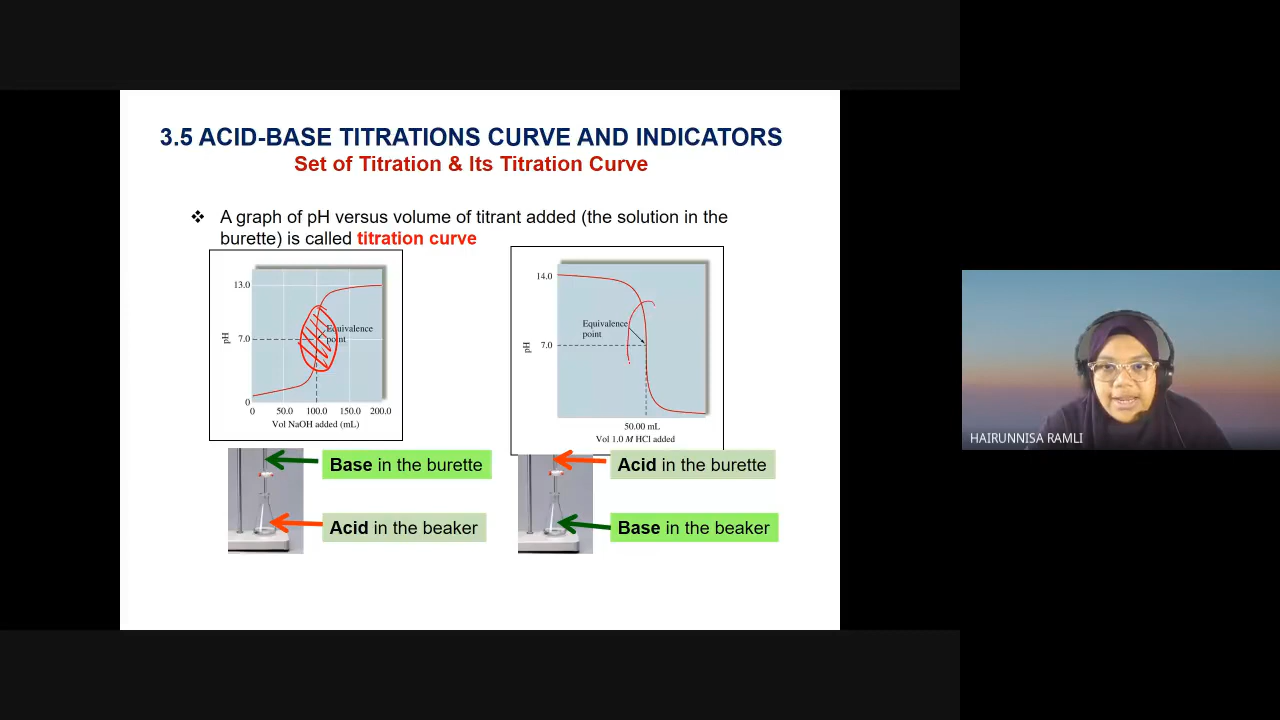 3.5 ACID-BASE TITRATIONS CURVE AND INDICATORS
Set of Titration & Its Titration Curve
❖ A graph of pH versus volume of titrant added (the solution in the
burette) is called titration curve
13.0
7.0
0
pH
Equivalence
point
0 50.0 100.0 150.0 200.0
Vol NaOH added (mL)
14.0
7.0
pH
Equivalence
point
50.00 mL
Vol 1.0 M HCl added
Base in the burette
Acid in the beaker
Acid in the burette
Base in the beaker
HAIRUNNISA RAMLI